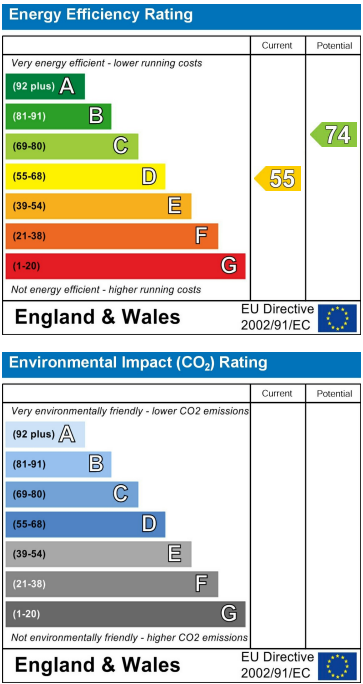 Energy Efficiency Rating
Current Potential
Very energy efficient - lower running costs
(92 plus) A
(81-91) B
(69-80) C
(55-68) D
(39-54) E
(21-38) F
(1-20) G
74
55
Not energy efficient - higher running costs
England & Wales
EU Directive
2002/91/EC
Environmental Impact (CO₂) Rating
Current Potential
Very environmentally friendly - lower CO2 emissions
(92 plus) A
(81-91) B
(69-80) C
(55-68) D
(39-54) E
(21-38) F
(1-20) G
Not environmentally friendly - higher CO2 emissions
England & Wales
EU Directive
2002/91/EC